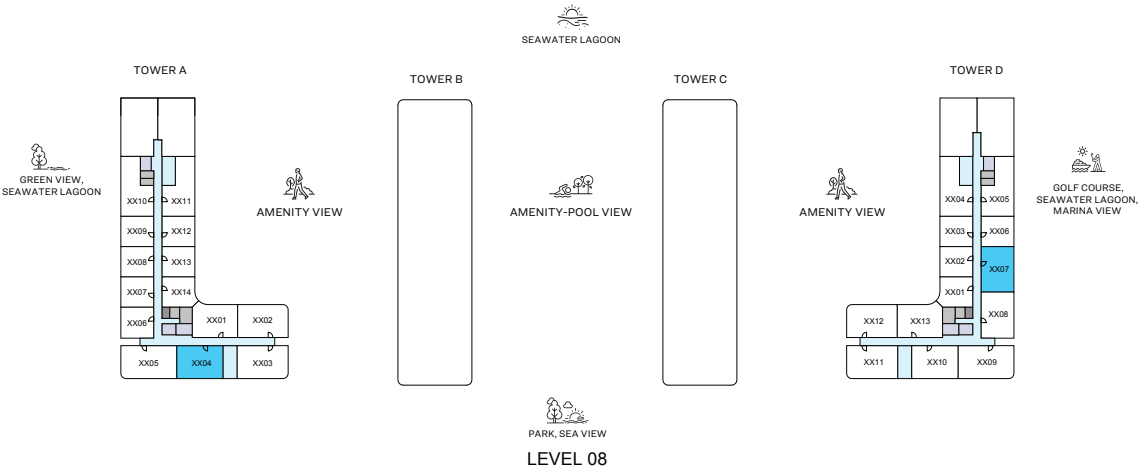 SEAWATER LAGOON
TOWER A
TOWER B
TOWER C
TOWER D
GREEN VIEW,
SEAWATER LAGOON
AMENITY VIEW
AMENITY-POOL VIEW
AMENITY VIEW
GOLF COURSE,
SEAWATER LAGOON,
MARINA VIEW
XX10 XX11
XX09 XX12
XX08 XX13
XX07 XX14
XX06 XX01 XX02
XX05 XX04 XX03
XX04 XX05
XX03 XX06
XX02 XX07
XX01
XX12 XX13 XX08
XX11 XX10 XX09
PARK, SEA VIEW
LEVEL 08